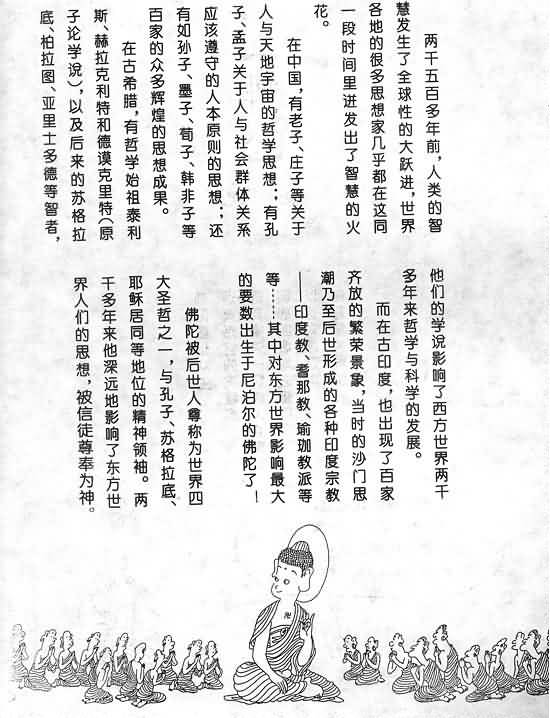 两千五百多年前，人类的智
慧发生了全球性的大跃进，世界
各地的很多思想家几乎都在这同
一段时间里迸发出了智慧的火
花。
在中国，有老子、庄子等关于
人与天地宇宙的哲学思想；有孔
子、孟子关于人与社会群体关系
应该遵守的人本原则的思想；还
有如孙子、墨子、荀子、韩非子等
百家的众多辉煌的思想成果。
在古希腊，有哲学始祖泰利
斯、赫拉克利特和德谟克里特（原
子论学说），以及后来的苏格拉
底、柏拉图、亚里士多德等智者，
他们的学说影响了西方世界两千
多年来哲学与科学的发展。
而在古印度，也出现了百家
齐放的繁荣景象，当时的沙门思
潮乃至后世形成的各种印度宗教
——印度教、耆那教、瑜珈教派等
等……其中对东方世界影响最大
的要数出生于尼泊尔的佛陀了！
佛陀被后世人尊称为世界四
大圣哲之一，与孔子、苏格拉底、
耶稣居同等地位的精神领袖。两
千多年来他深远地影响了东方世
界人们的思想，被信徒尊奉为神。
卍